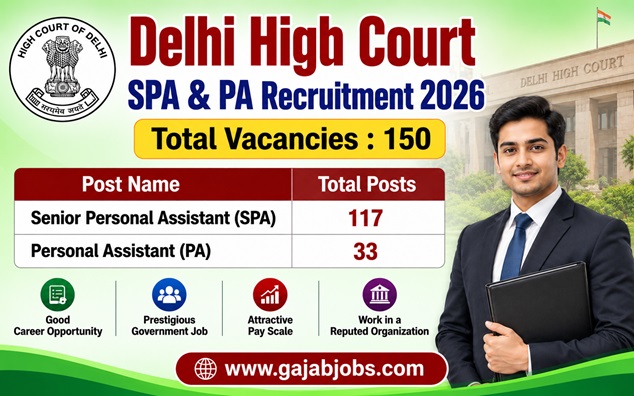 HIGH COURT OF DELHI
सत्यमेव जयते
Delhi High Court
SPA & PA Recruitment 2026
Total Vacancies : 150
DELHI HIGH COURT
Post Name Total Posts
Senior Personal Assistant (SPA) 117
Personal Assistant (PA) 33
Good
Career Opportunity
Prestigious
Government Job
Attractive
Pay Scale
Work in a
Reputed Organization
www.gajabjobs.com